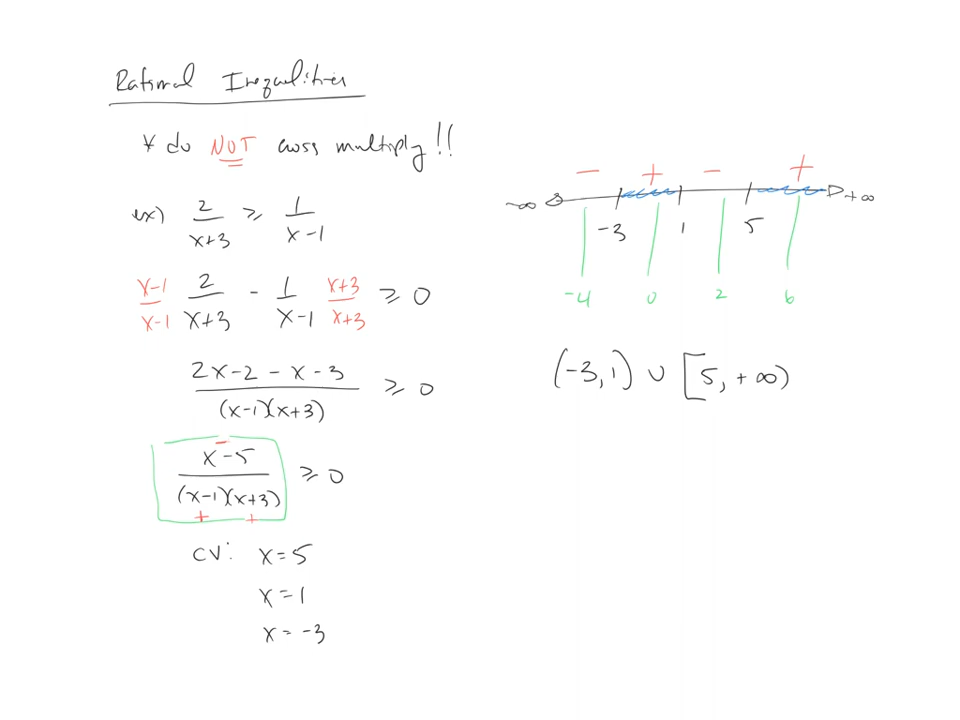 Rational Inequalities
* do NOT cross multiply!!
ex) 2/(x+3) ≥ 1/(x-1)
(x-1)/(x-1) 2/(x+3) - 1/(x-1) (x+3)/(x+3) ≥ 0
(2x-2-x-3)/((x-1)(x+3)) ≥ 0
-
(x-5)/((x-1)(x+3)) ≥ 0
+ +
CV: x=5
x=1
x=-3
- + - +
-∞ +∞
-3 1 5
-4 0 2 6
(-3,1) ∪ [5,+∞)